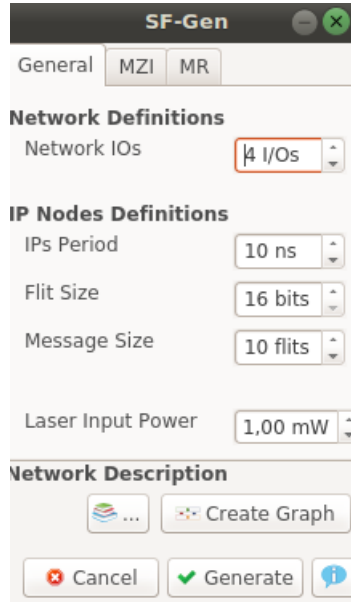 SF-Gen
General MZI MR
Network Definitions
Network IOs 4 I/Os
IP Nodes Definitions
IPs Period 10 ns
Flit Size 16 bits
Message Size 10 flits
Laser Input Power 1,00 mW
Network Description
... Create Graph
Cancel Generate